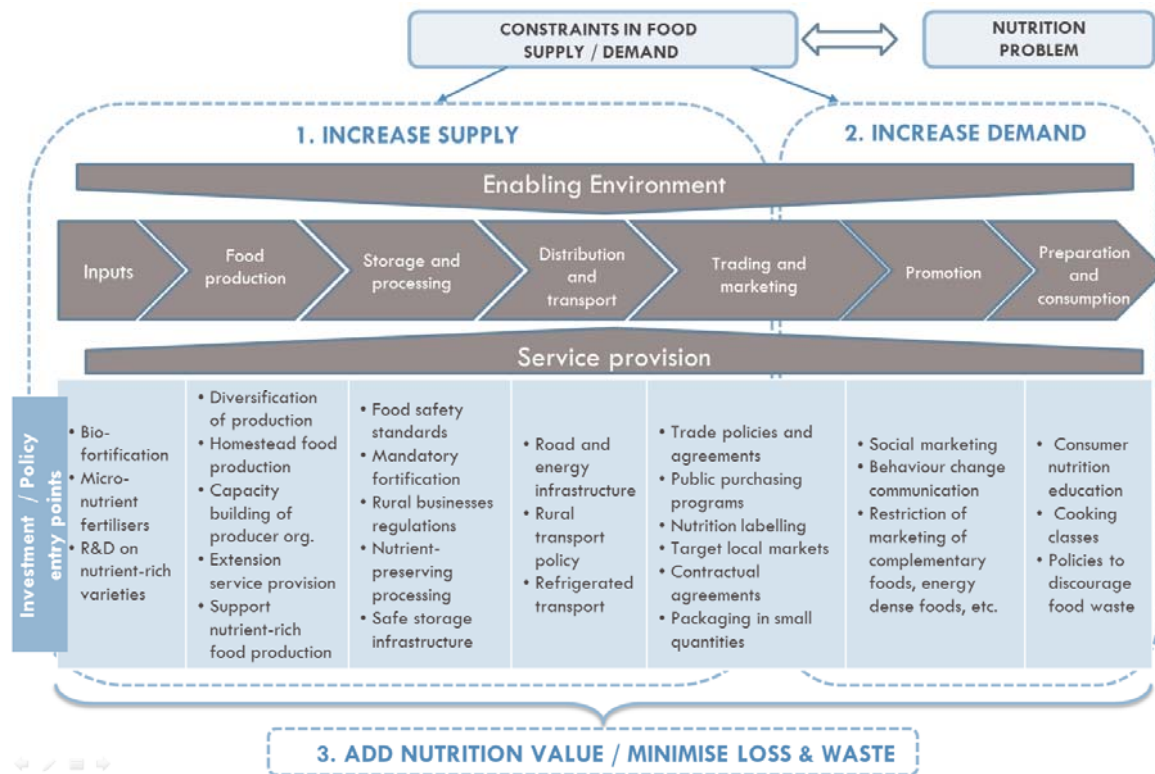 CONSTRAINTS IN FOOD
SUPPLY / DEMAND
NUTRITION
PROBLEM
1. INCREASE SUPPLY
2. INCREASE DEMAND
Enabling Environment
Inputs
Food
production
Storage and
processing
Distribution
and
transport
Trading and
marketing
Promotion
Preparation
and
consumption
Service provision
Investment / Policy
entry points
• Bio-
fortification
• Micro-
nutrient
fertilisers
• R&D on
nutrient-rich
varieties
• Diversification
of production
• Homestead food
production
• Capacity
building of
producer org.
• Extension
service provision
• Support
nutrient-rich
food production
• Food safety
standards
• Mandatory
fortification
• Rural businesses
regulations
• Nutrient-
preserving
processing
• Safe storage
infrastructure
• Road and
energy
infrastructure
• Rural
transport
policy
• Refrigerated
transport
• Trade policies and
agreements
• Public purchasing
programs
• Nutrition labelling
• Target local markets
• Contractual
agreements
• Packaging in small
quantities
• Social marketing
• Behaviour change
communication
• Restriction of
marketing of
complementary
foods, energy
dense foods, etc.
• Consumer
nutrition
education
• Cooking
classes
• Policies to
discourage
food waste
3. ADD NUTRITION VALUE / MINIMISE LOSS & WASTE